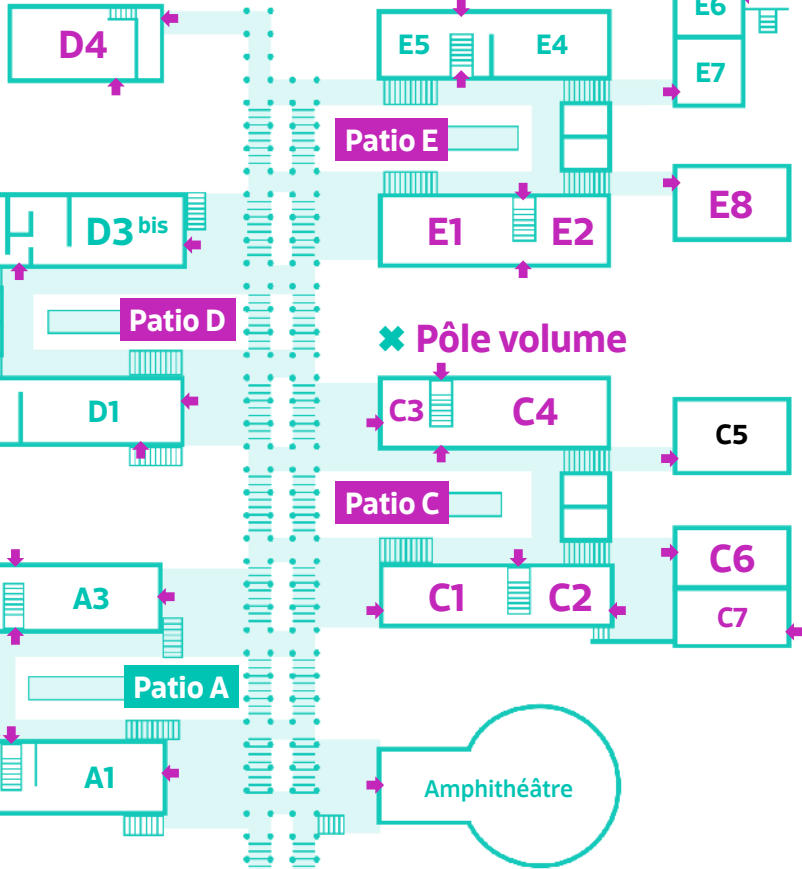 E6
D4
E5
E4
E7
Patio E
E8
D3 bis
E1
E2
Patio D
✖ Pôle volume
C3
C4
D1
C5
Patio C
C6
A3
C1
C2
C7
Patio A
A1
Amphithéâtre